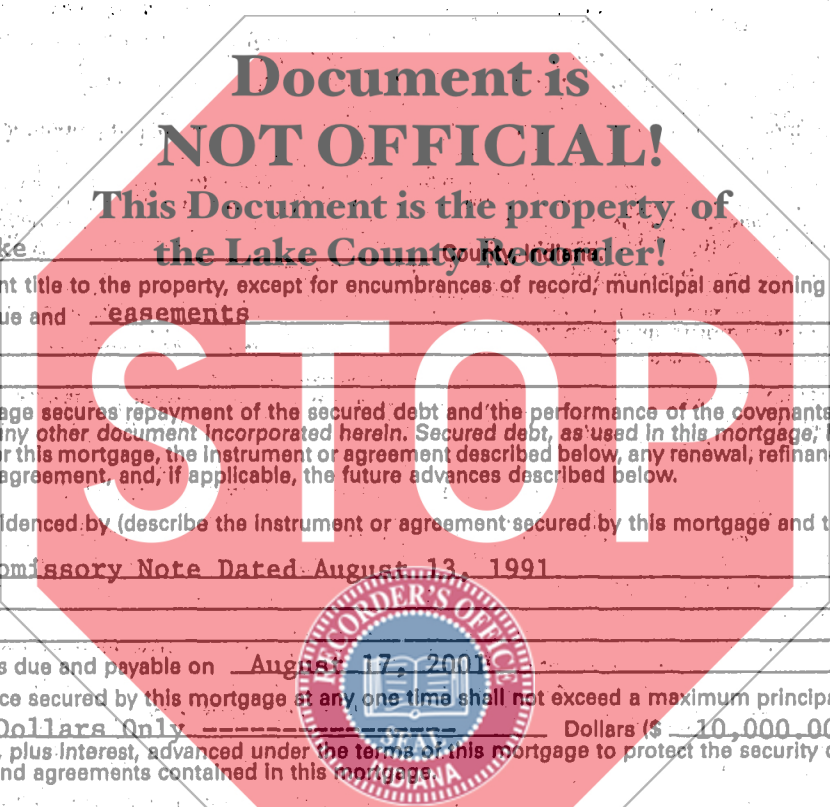 Document is
NOT OFFICIAL!
This Document is the property of
the Lake County Recorder!
ke County, Indiana.
nt title to the property, except for encumbrances of record, municipal and zoning
ue and easements
STOP
age secures repayment of the secured debt and the performance of the covenants
any other document incorporated herein. Secured debt, as used in this mortgage,
or this mortgage, the instrument or agreement described below, any renewal, refinan
agreement, and, if applicable, the future advances described below.
idenced by (describe the instrument or agreement secured by this mortgage and t
omissory Note Dated August 13, 1991
RECORDER'S OFFICE
s due and payable on August 17, 2001
ce secured by this mortgage at any one time shall not exceed a maximum principa
Dollars Only ------------------ Dollars ($ 10,000.00
, plus interest, advanced under the terms of this mortgage to protect the security o
nd agreements contained in this mortgage.
SEAL
INDIANA